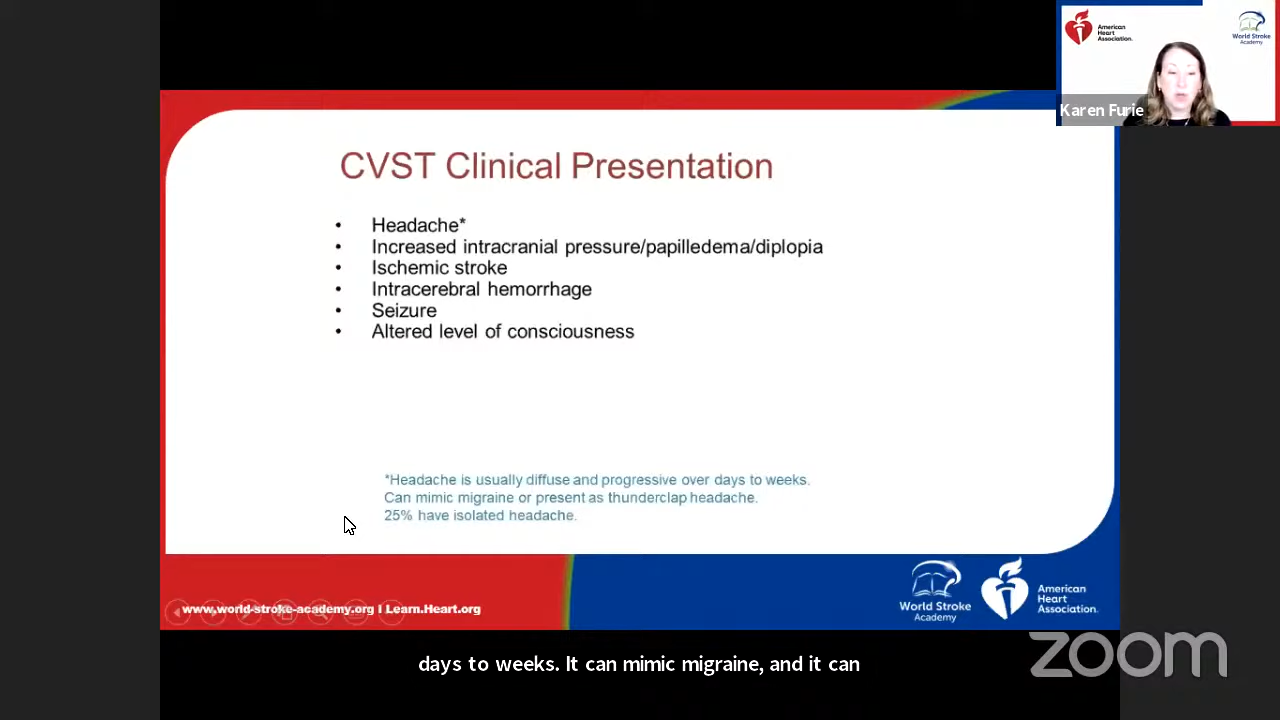 American
Heart
Association.
World Stroke
Academy
Karen Furie
CVST Clinical Presentation
• Headache*
• Increased intracranial pressure/papilledema/diplopia
• Ischemic stroke
• Intracerebral hemorrhage
• Seizure
• Altered level of consciousness
*Headache is usually diffuse and progressive over days to weeks.
Can mimic migraine or present as thunderclap headache.
25% have isolated headache.
www.world-stroke-academy.org I Learn.Heart.org
World Stroke
Academy
American
Heart
Association.
days to weeks. It can mimic migraine, and it can
zoom